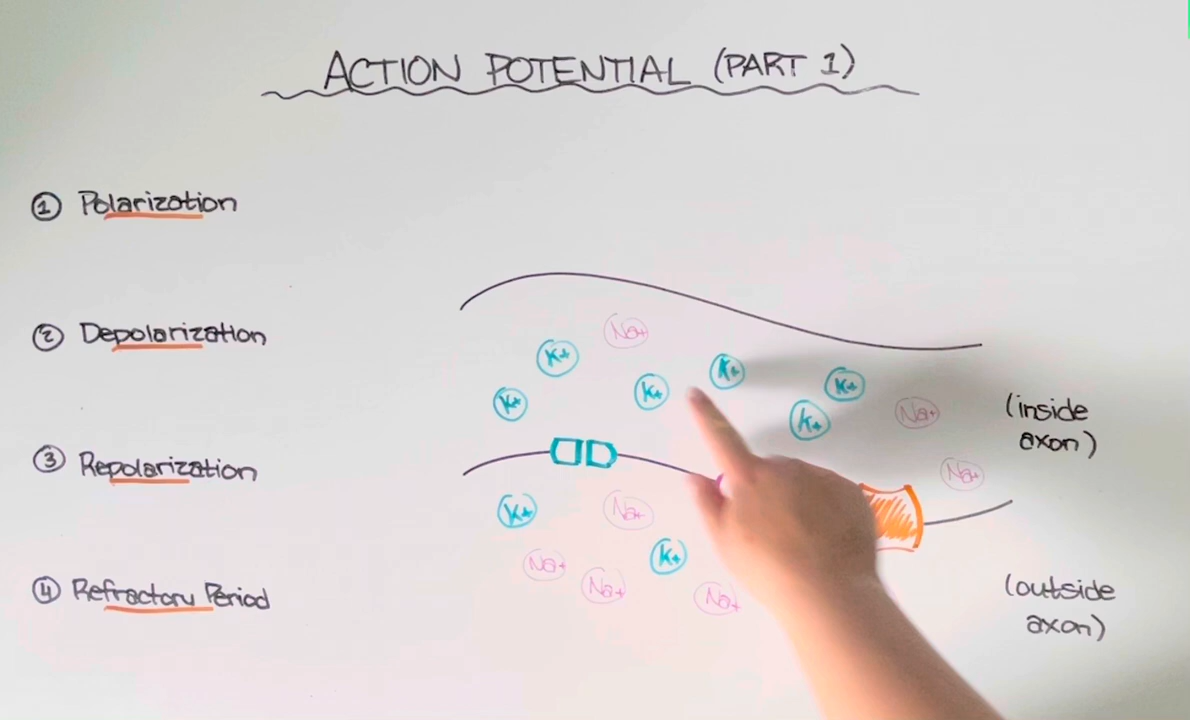 ACTION POTENTIAL (PART 1)
① Polarization
② Depolarization
③ Repolarization
④ Refractory Period
Na+
K+
K+
K+
K+
K+
K+
Na+
Na+
(inside
axon)
K+
Na+
K+
Na+
Na+
Na+
(outside
axon)